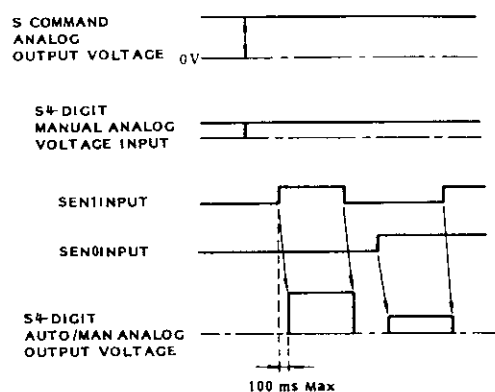 S COMMAND
ANALOG
OUTPUT VOLTAGE
0V
S4-DIGIT
MANUAL ANALOG
VOLTAGE INPUT
SEN1INPUT
SEN0INPUT
S4-DIGIT
AUTO/MAN ANALOG
OUTPUT VOLTAGE
100 ms Max